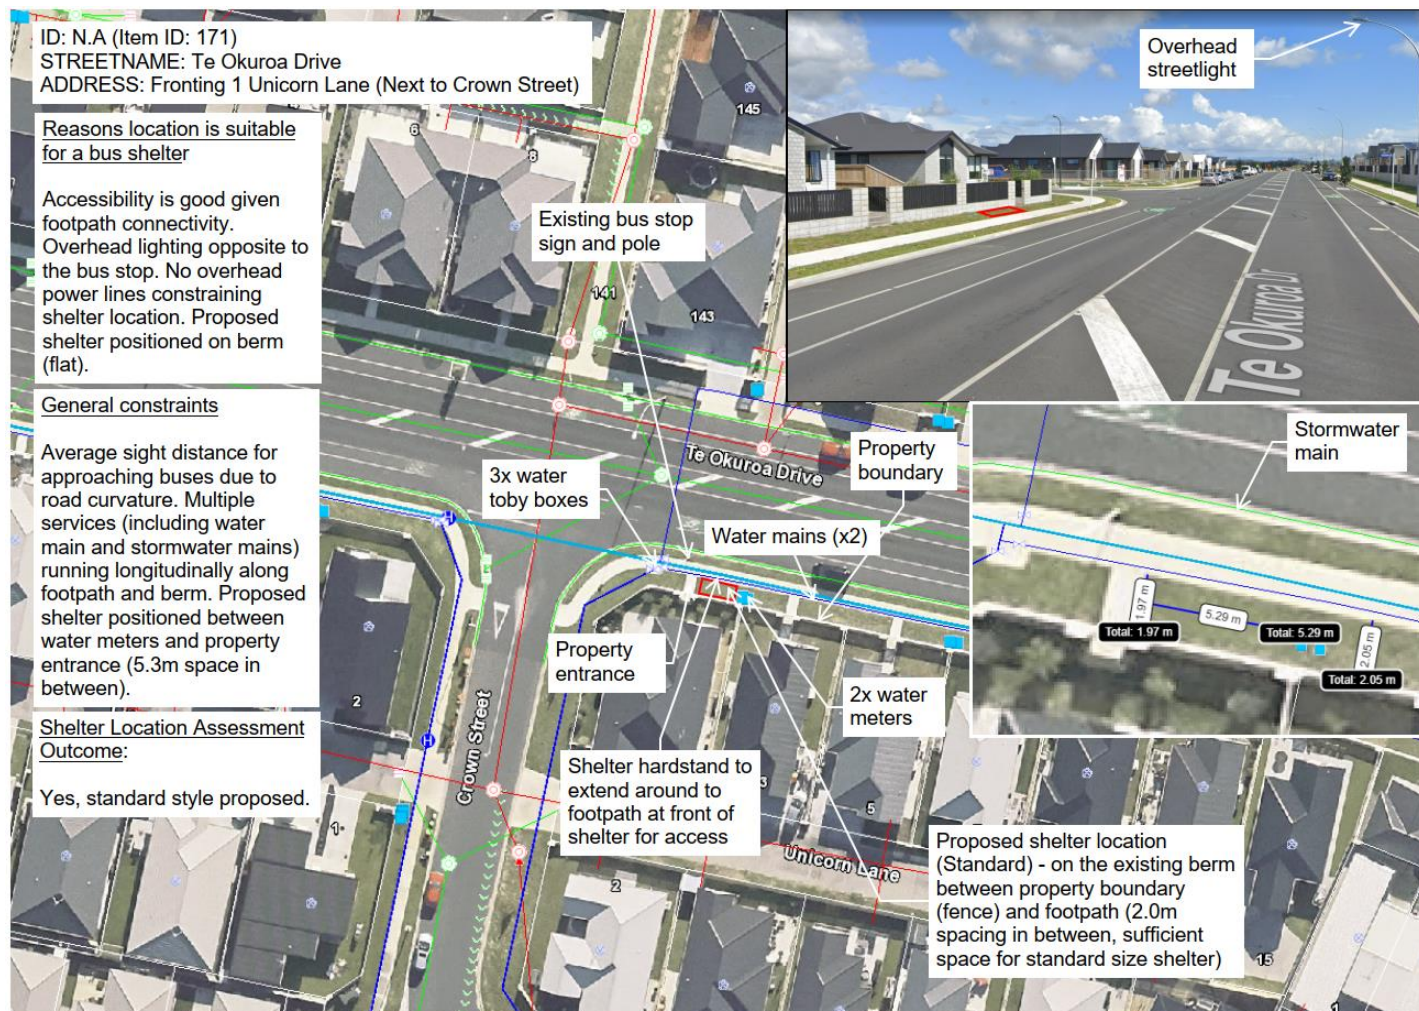 ID: N.A (Item ID: 171)
STREETNAME: Te Okuroa Drive
ADDRESS: Fronting 1 Unicorn Lane (Next to Crown Street)
Reasons location is suitable
for a bus shelter
Accessibility is good given
footpath connectivity.
Overhead lighting opposite to
the bus stop. No overhead
power lines constraining
shelter location. Proposed
shelter positioned on berm
(flat).
General constraints
Average sight distance for
approaching buses due to
road curvature. Multiple
services (including water
main and stormwater mains)
running longitudinally along
footpath and berm. Proposed
shelter positioned between
water meters and property
entrance (5.3m space in
between).
Shelter Location Assessment
Outcome:
Yes, standard style proposed.
6
8
145
Existing bus stop
sign and pole
141
143
Overhead
streetlight
Te Okuroa Dr
3x water
toby boxes
Te Okuroa Drive
Property
boundary
Water mains (x2)
Stormwater
main
1.97 m
Total: 1.97 m
5.29 m
Total: 5.29 m
2.05 m
Total: 2.05 m
Property
entrance
2x water
meters
2
Crown Street
H
H
Shelter hardstand to
extend around to
footpath at front of
shelter for access
3
5
1
Unicorn Lane
2
Proposed shelter location
(Standard) - on the existing berm
between property boundary
(fence) and footpath (2.0m
spacing in between, sufficient
space for standard size shelter)
15
1